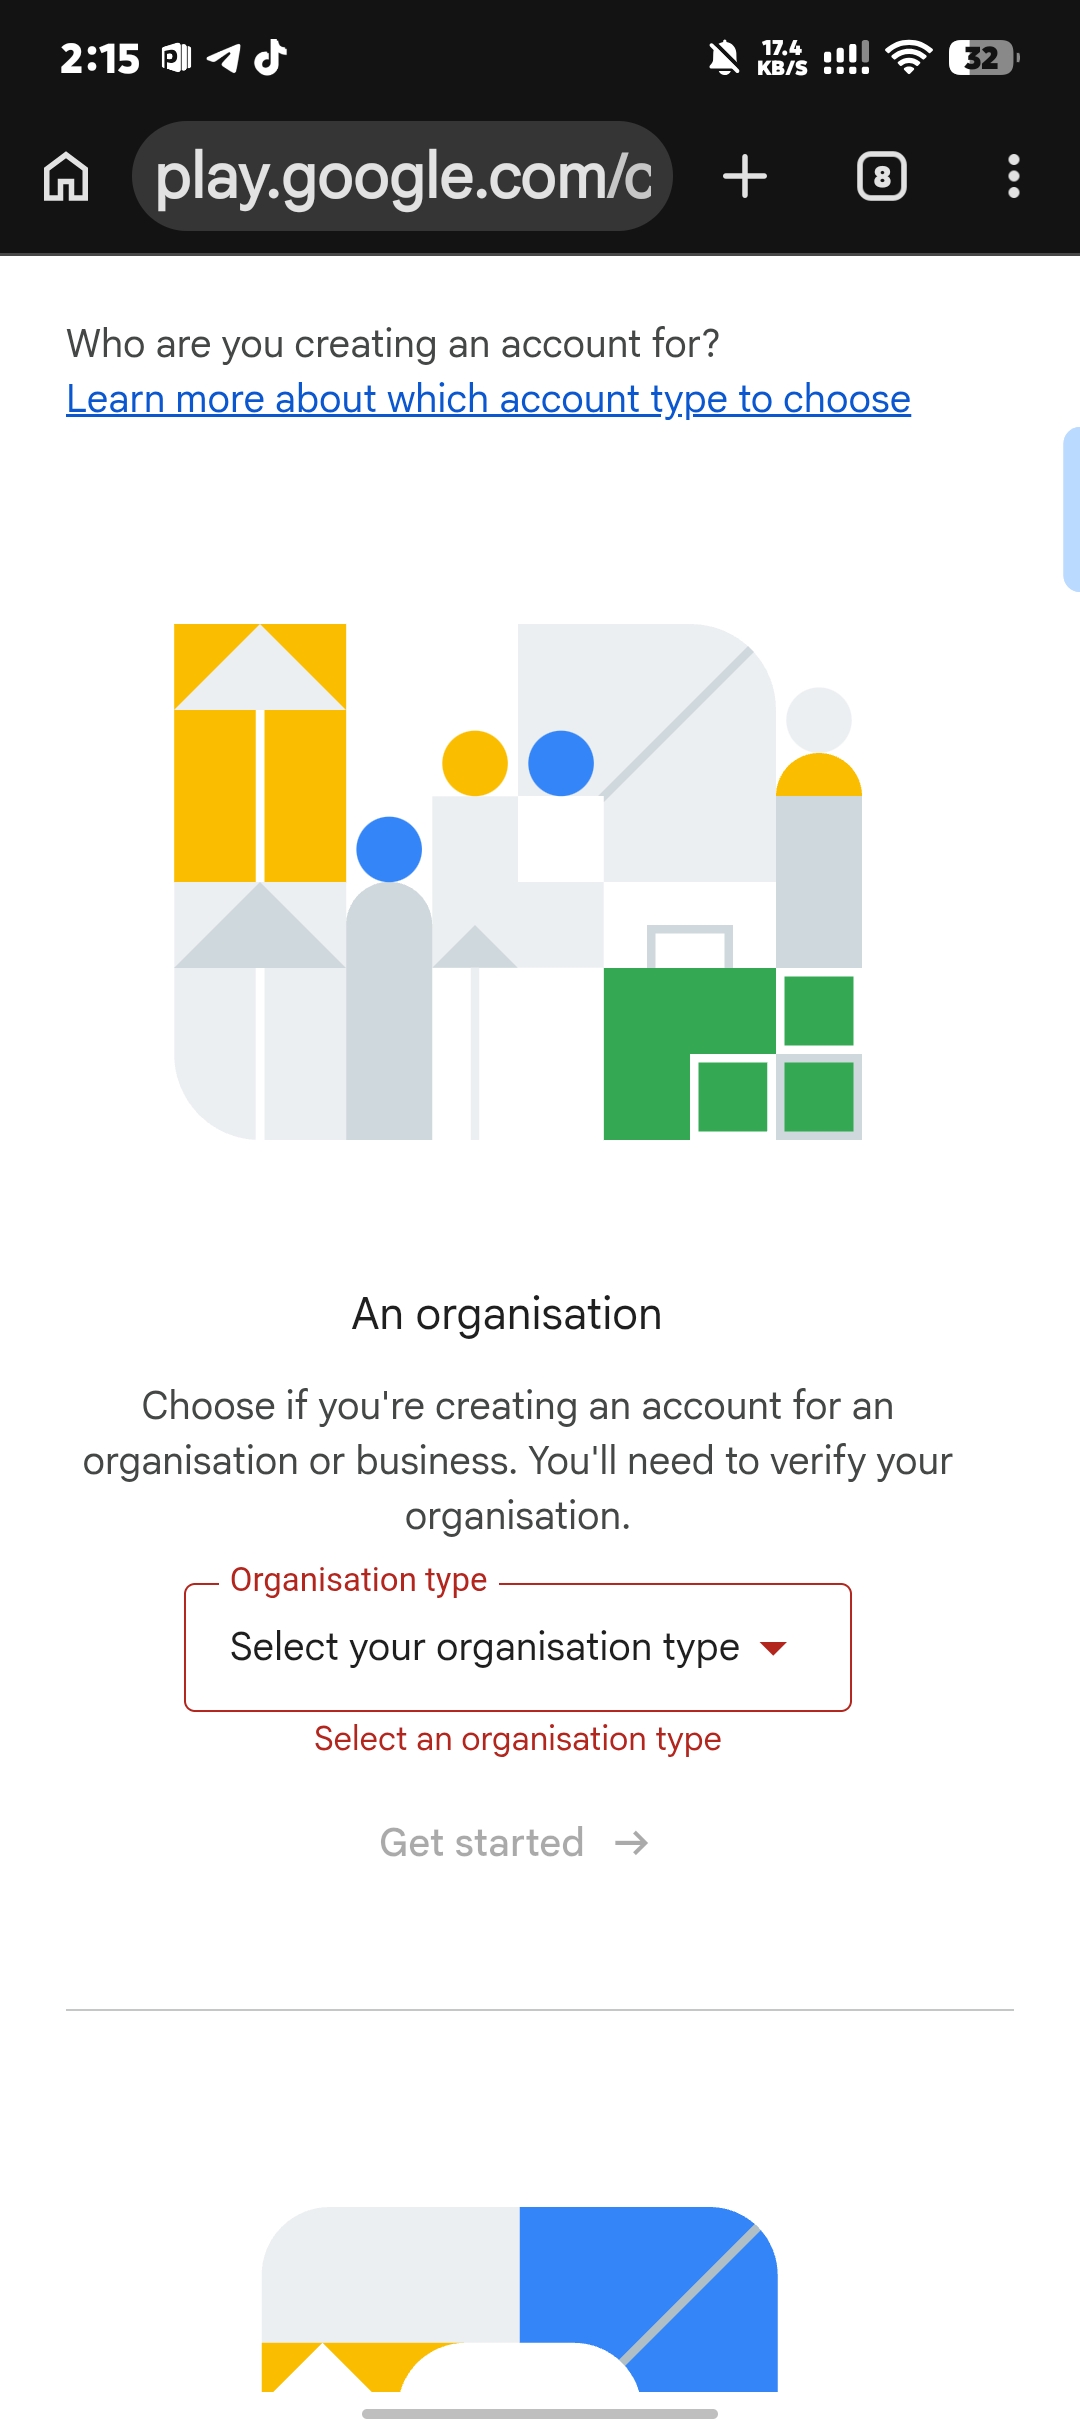 2:15
17.4
KB/S
32
play.google.com/c
8
Who are you creating an account for?
Learn more about which account type to choose
An organisation
Choose if you're creating an account for an
organisation or business. You'll need to verify your
organisation.
Organisation type
Select your organisation type
Select an organisation type
Get started →